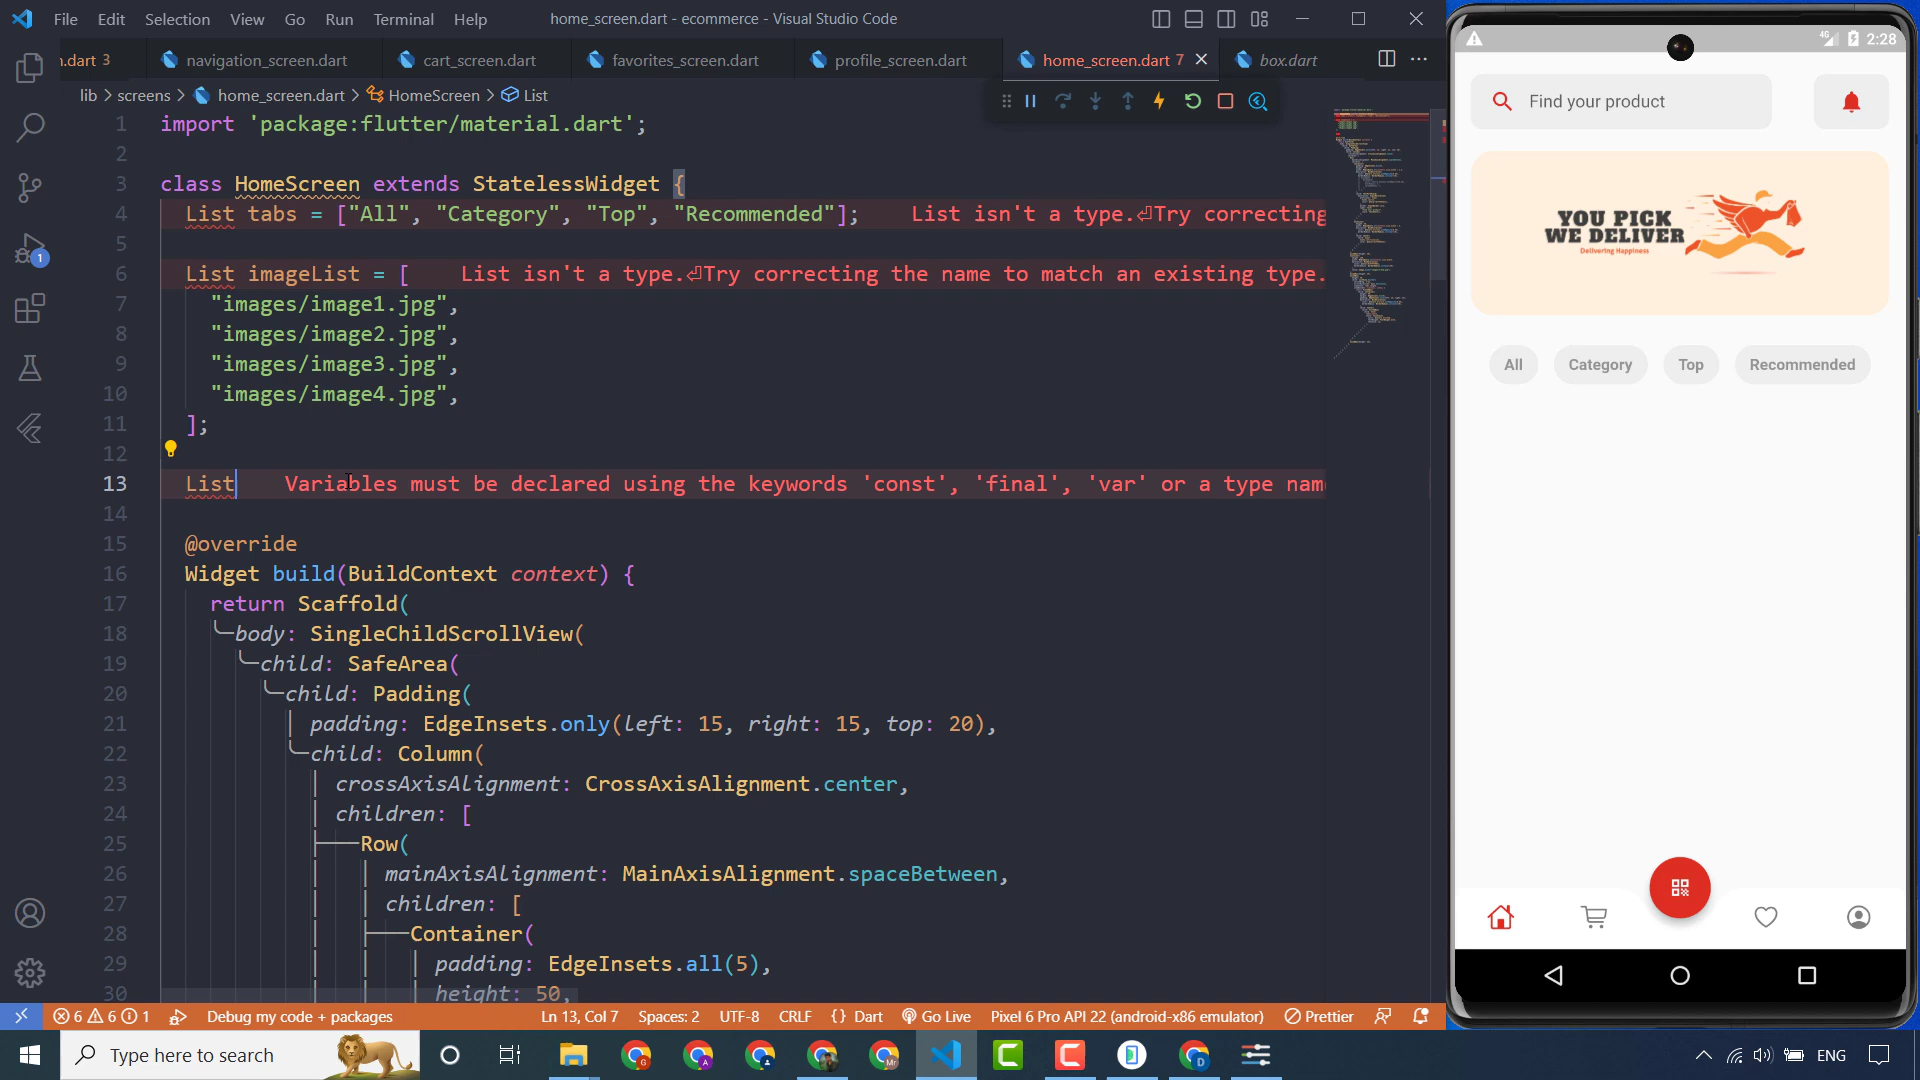 File Edit Selection View Go Run Terminal Help
home_screen.dart - ecommerce - Visual Studio Code
n.dart 3
navigation_screen.dart
cart_screen.dart
favorites_screen.dart
profile_screen.dart
home_screen.dart 7
box.dart
lib > screens > home_screen.dart > HomeScreen > List
1 import 'package:flutter/material.dart';
2
3 class HomeScreen extends StatelessWidget {
4 List tabs = ["All", "Category", "Top", "Recommended"]; List isn't a type.⏎Try correcting
5
6 List imageList = [ List isn't a type.⏎Try correcting the name to match an existing type.
7 "images/image1.jpg",
8 "images/image2.jpg",
9 "images/image3.jpg",
10 "images/image4.jpg",
11 ];
12
13 List Variables must be declared using the keywords 'const', 'final', 'var' or a type nam
14
15 @override
16 Widget build(BuildContext context) {
17 return Scaffold(
18 body: SingleChildScrollView(
19 child: SafeArea(
20 child: Padding(
21 padding: EdgeInsets.only(left: 15, right: 15, top: 20),
22 child: Column(
23 crossAxisAlignment: CrossAxisAlignment.center,
24 children: [
25 Row(
26 mainAxisAlignment: MainAxisAlignment.spaceBetween,
27 children: [
28 Container(
29 padding: EdgeInsets.all(5),
30 height: 50,
1
6 6 1
Debug my code + packages
Ln 13, Col 7
Spaces: 2
UTF-8
CRLF
{} Dart
Go Live
Pixel 6 Pro API 22 (android-x86 emulator)
Prettier
Type here to search
ENG
4G 2:28
Find your product
YOU PICK
WE DELIVER
Delivering Happiness
All
Category
Top
Recommended